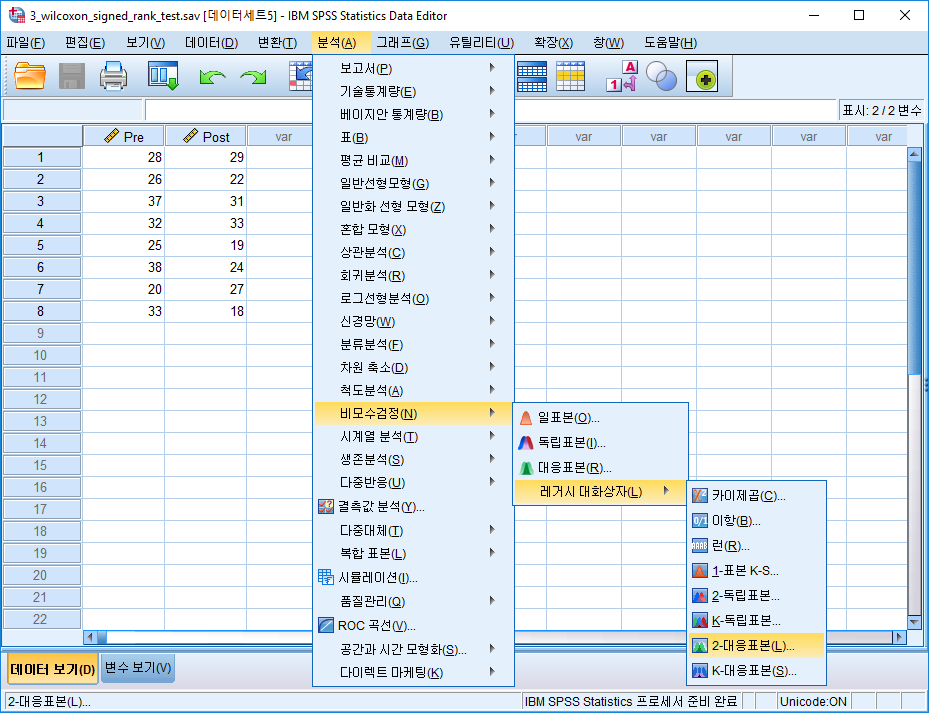 3_wilcoxon_signed_rank_test.sav [데이터세트5] - IBM SPSS Statistics Data Editor
파일(F) 편집(E) 보기(V) 데이터(D) 변환(T) 분석(A) 그래프(G) 유틸리티(U) 확장(X) 창(W) 도움말(H)
표시: 2 / 2 변수
Pre Post var var var var var var
1 28 29
2 26 22
3 37 31
4 32 33
5 25 19
6 38 24
7 20 27
8 33 18
9
10
11
12
13
14
15
16
17
18
19
20
21
22
보고서(P)
기술통계량(E)
베이지안 통계량(B)
표(B)
평균 비교(M)
일반선형모형(G)
일반화 선형 모형(Z)
혼합 모형(X)
상관분석(C)
회귀분석(R)
로그선형분석(O)
신경망(W)
분류분석(F)
차원 축소(D)
척도분석(A)
비모수검정(N)
시계열 분석(T)
생존분석(S)
다중반응(U)
결측값 분석(Y)...
다중대체(T)
복합 표본(L)
시뮬레이션(I)...
품질관리(Q)
ROC 곡선(V)...
공간과 시간 모형화(S)...
다이렉트 마케팅(K)
일표본(O)...
독립표본(I)...
대응표본(R)...
레거시 대화상자(L)
카이제곱(C)...
이항(B)...
런(R)...
1-표본 K-S...
2-독립표본...
K-독립표본...
2-대응표본(L)...
K-대응표본(S)...
데이터 보기(D) 변수 보기(V)
2-대응표본(L)... IBM SPSS Statistics 프로세서 준비 완료 Unicode:ON